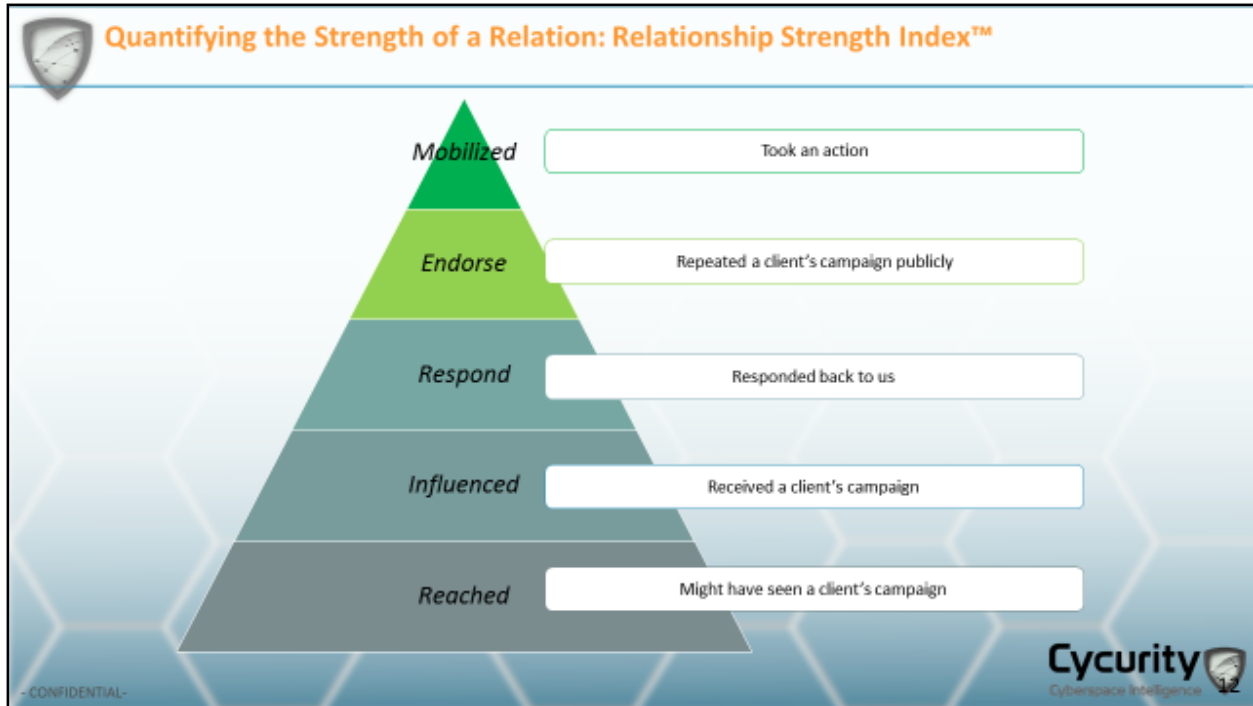 Quantifying the Strength of a Relation: Relationship Strength Index™
Mobilized
Took an action
Endorse
Repeated a client's campaign publicly
Respond
Responded back to us
Influenced
Received a client's campaign
Reached
Might have seen a client's campaign
Cycurity
Cyberspace Intelligence
12
- CONFIDENTIAL-